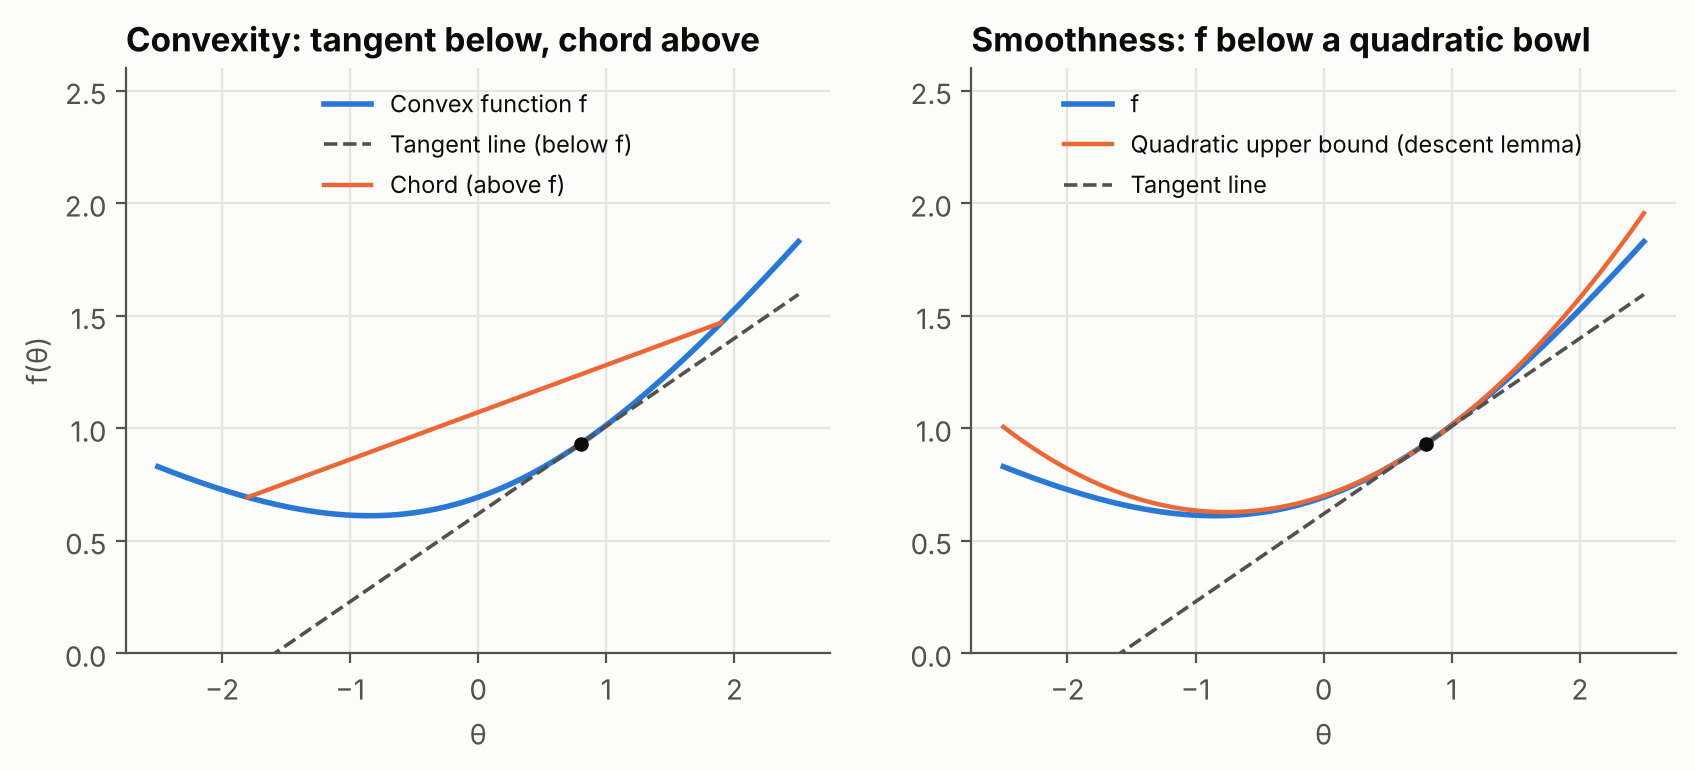 Convexity: tangent below, chord above
Convex function f
Tangent line (below f)
Chord (above f)
2.5
2.0
1.5
1.0
0.5
0.0
f(θ)
−2
−1
0
1
2
θ
Smoothness: f below a quadratic bowl
f
Quadratic upper bound (descent lemma)
Tangent line
2.5
2.0
1.5
1.0
0.5
0.0
−2
−1
0
1
2
θ